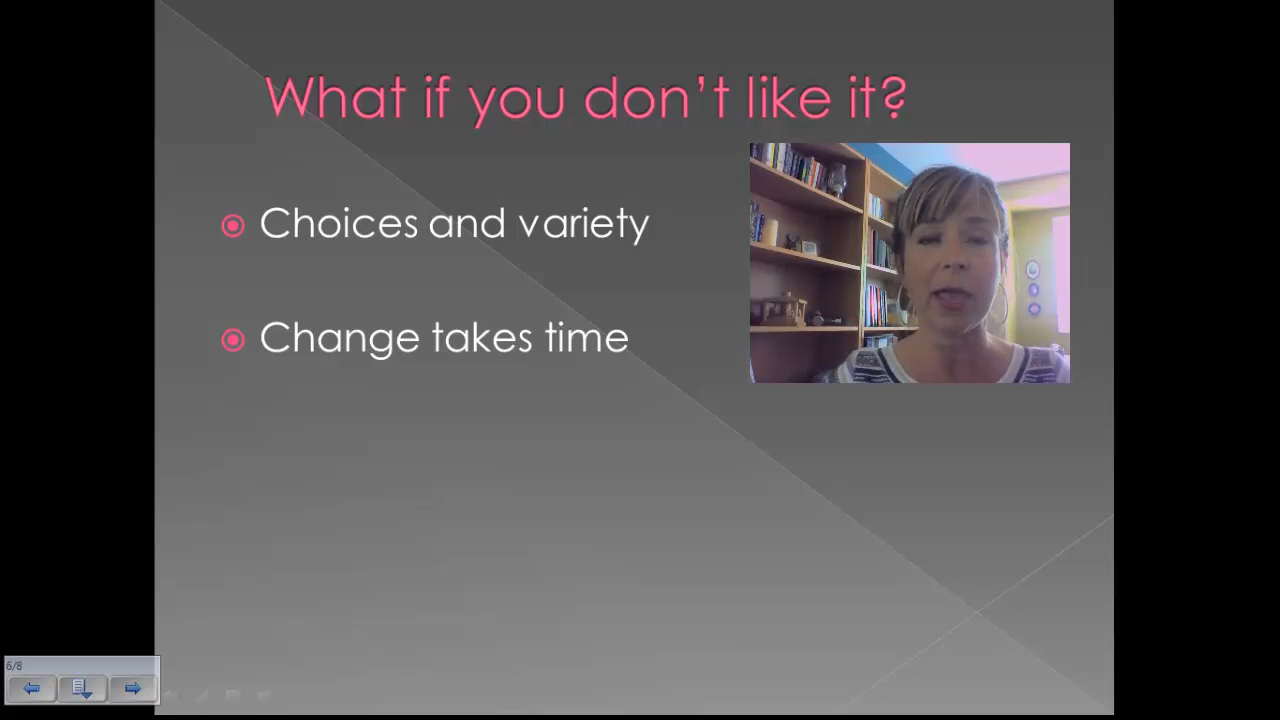 What if you don't like it?
Choices and variety
Change takes time
6/8